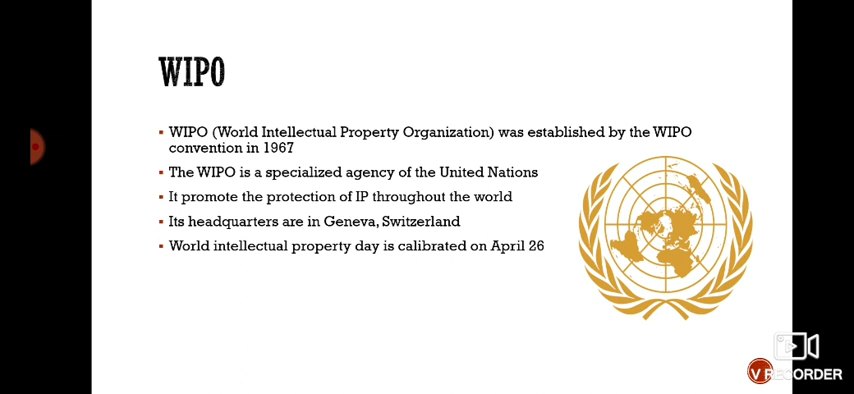 WIPO
▪ WIPO (World Intellectual Property Organization) was established by the WIPO
convention in 1967
▪ The WIPO is a specialized agency of the United Nations
▪ It promote the protection of IP throughout the world
▪ Its headquarters are in Geneva, Switzerland
▪ World intellectual property day is calibrated on April 26
V RECORDER